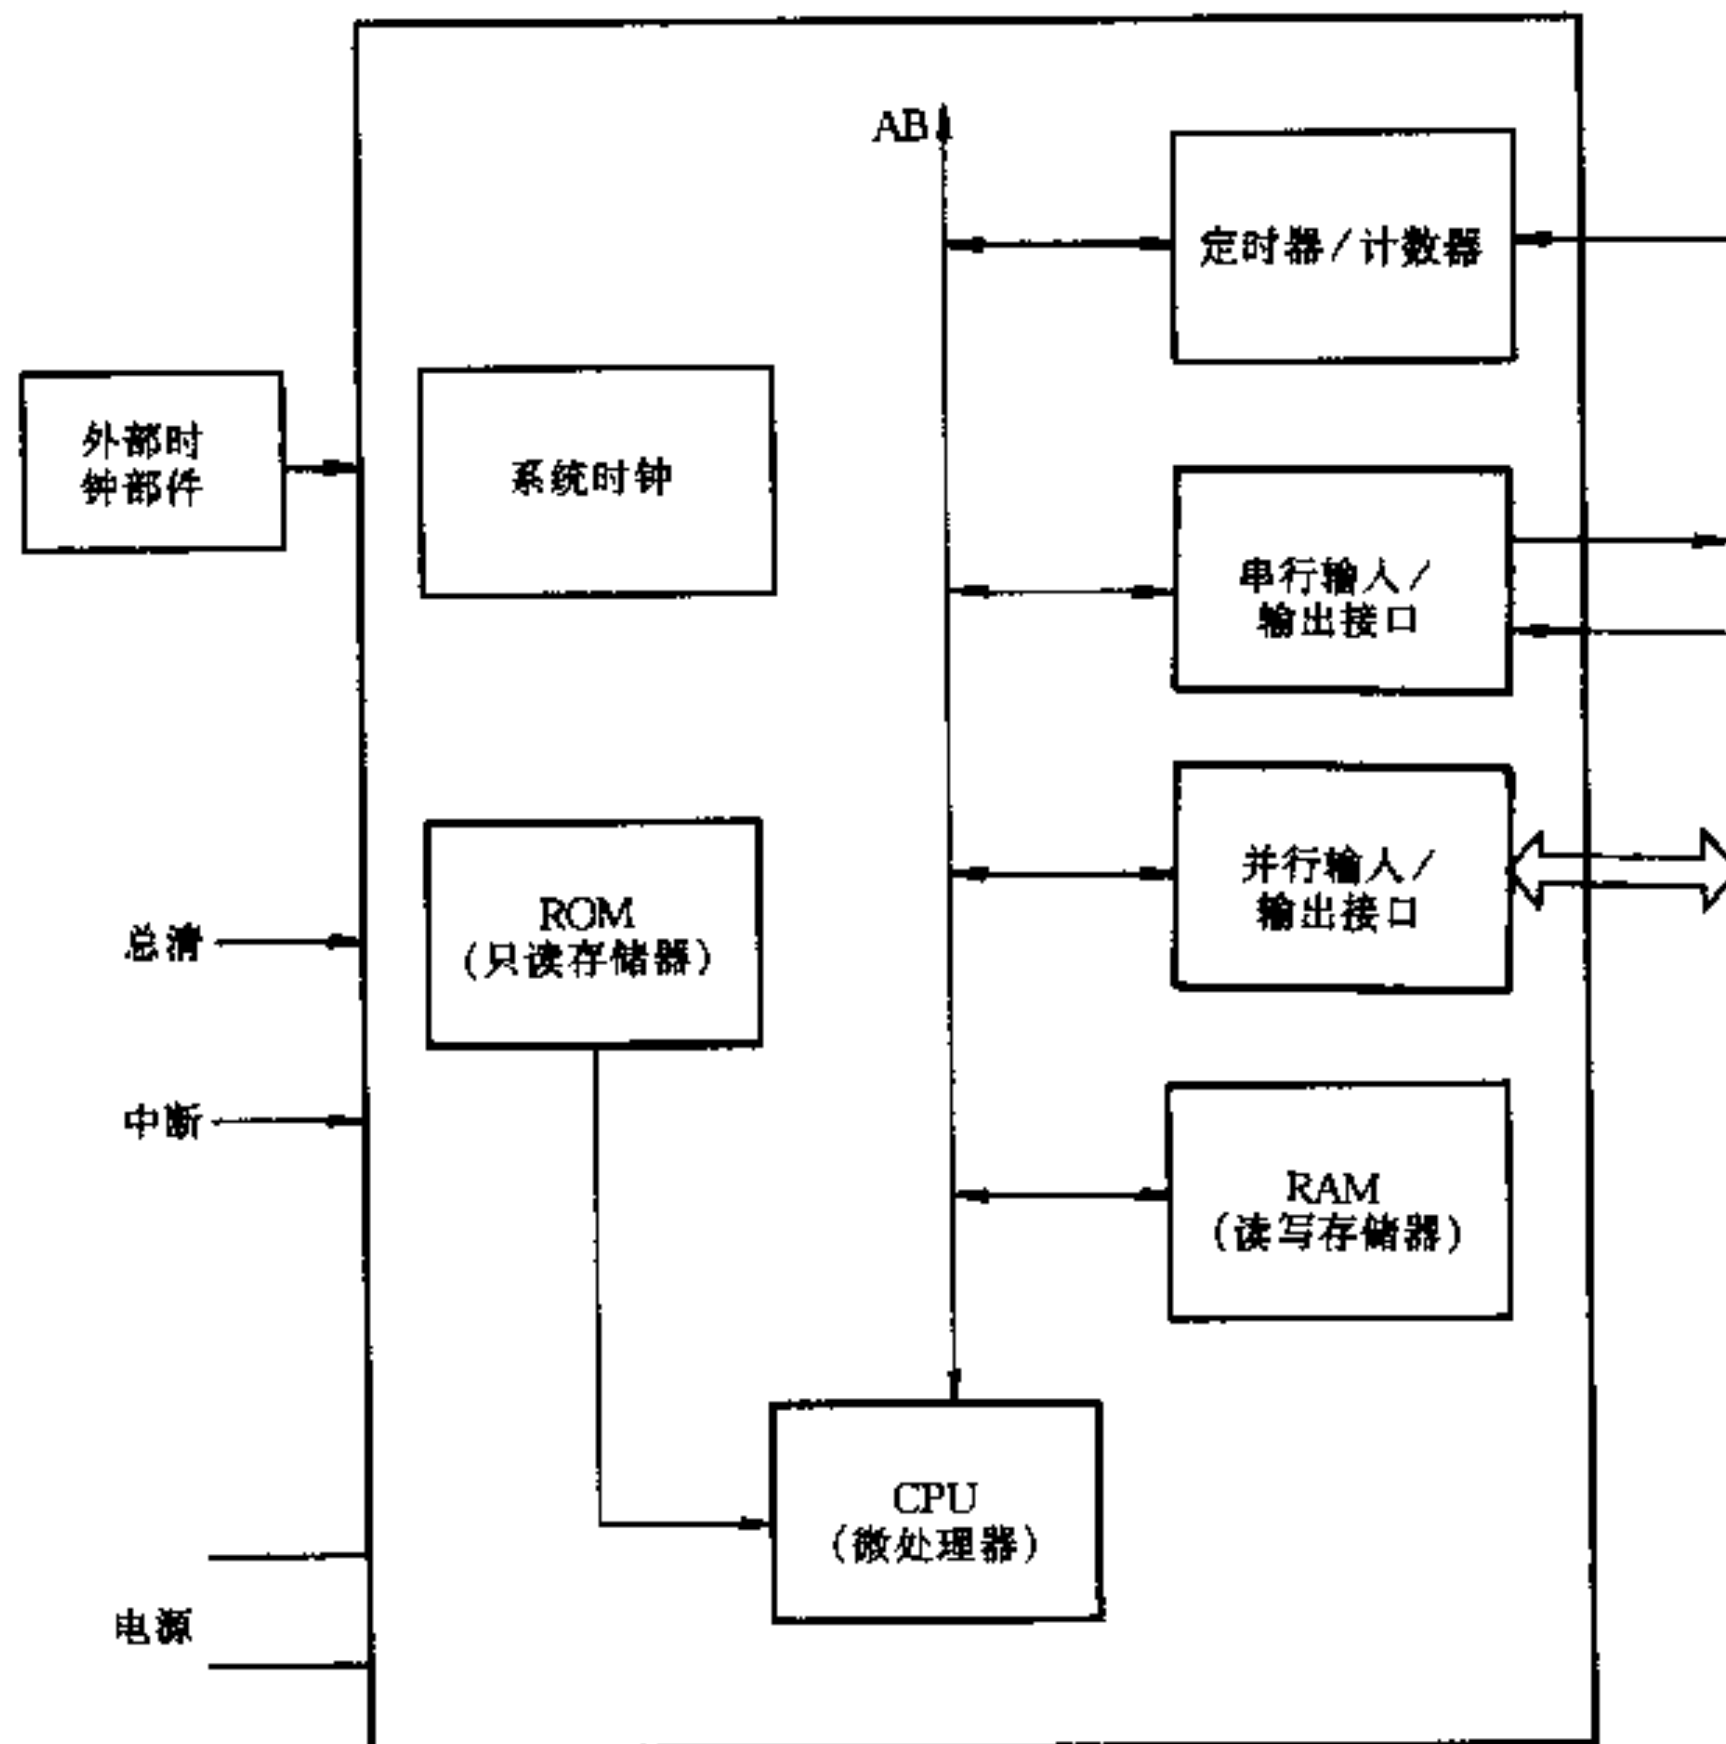 AB
定时器/计数器
外部时
钟部件
系统时钟
串行输入/
输出接口
并行输入/
输出接口
ROM
(只读存储器)
总清
中断
RAM
(读写存储器)
CPU
(微处理器)
电源